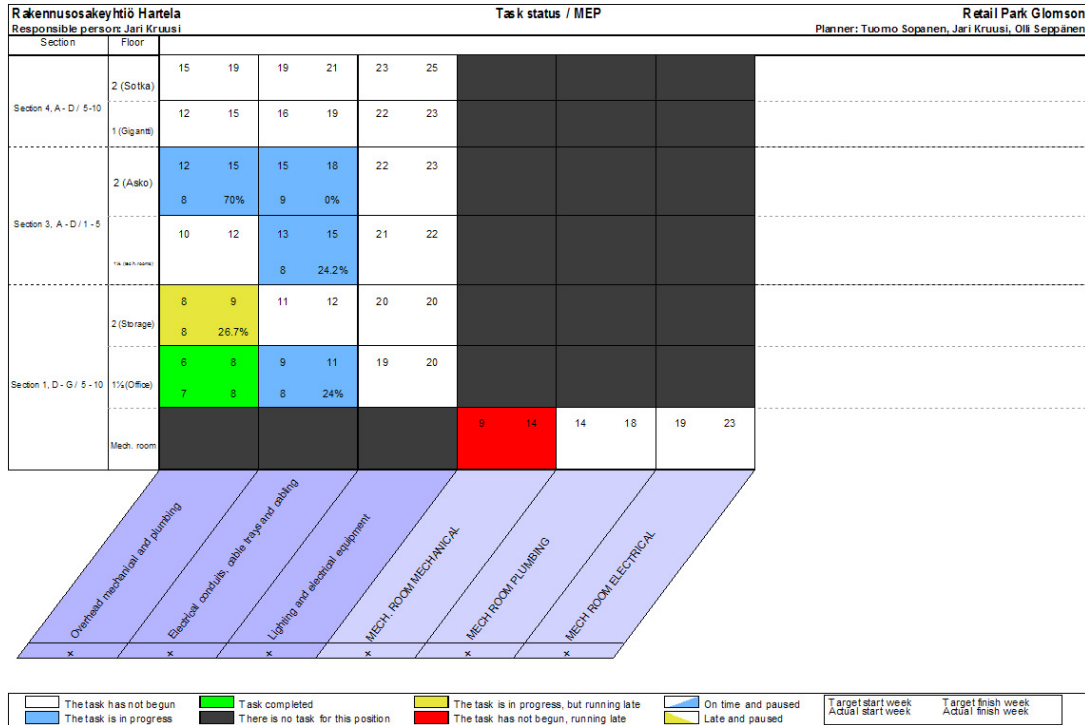 Rakennusosakeyhtiö Hartela Task status / MEP Retail Park Glomson
Responsible person: Jari Kruusi Planner: Tuomo Sopanen, Jari Kruusi, Olli Seppänen
Section Floor
Section 4, A - D / 5-10
2 (Sotka) 15 19 19 21 23 25
1 (Gigantti) 12 15 16 19 22 23
Section 3, A - D / 1 - 5
2 (Asko) 12 15 15 18 22 23
8 70% 9 0%
10 12 13 15 21 22
8 24.2%
Section 1, D - G / 5 - 10
2 (Storage) 8 9 11 12 20 20
8 26.7%
1½ (Office) 6 8 9 11 19 20
7 8 8 24%
Mech. room 9 14 14 18 19 23
Overhead mechanical and plumbing
Electrical conduits, cable trays and cabling
Lighting and electrical equipment
MECH. ROOM MECHANICAL
MECH ROOM PLUMBING
MECH ROOM ELECTRICAL
x x x x x x
The task has not begun Task completed The task is in progress, but running late On time and paused Target start week Target finish week
The task is in progress There is no task for this position The task has not begun, running late Late and paused Actual start week Actual finish week